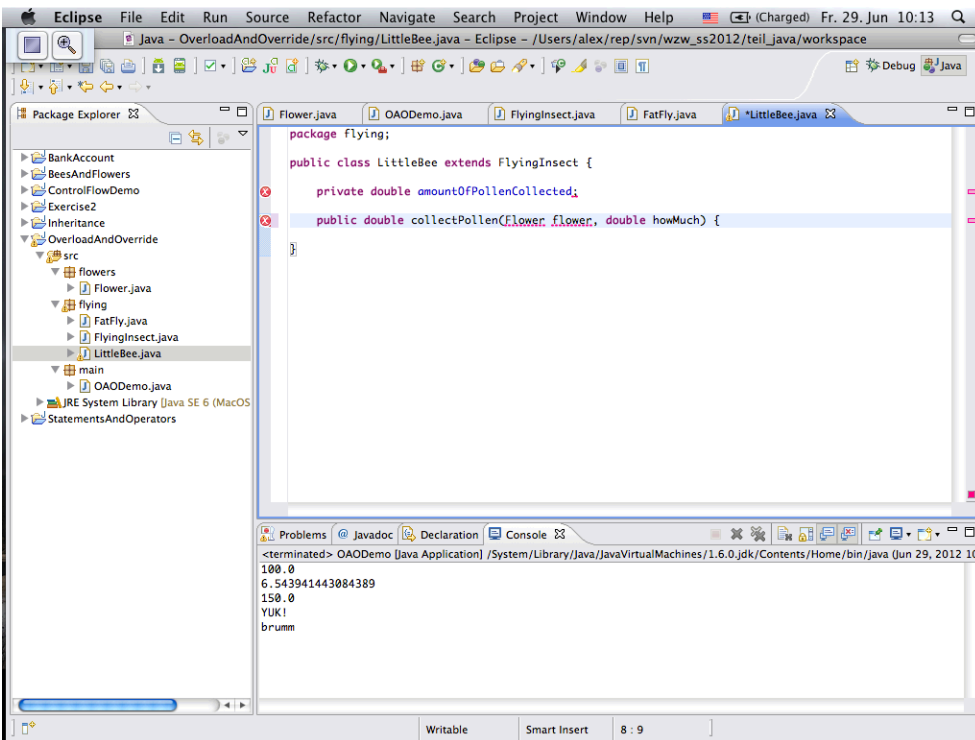 Eclipse File Edit Run Source Refactor Navigate Search Project Window Help (Charged) Fr. 29. Jun 10:13
Java – OverloadAndOverride/src/flying/LittleBee.java – Eclipse – /Users/alex/rep/svn/wzw_ss2012/teil_java/workspace
Debug Java
Package Explorer
BankAccount
BeesAndFlowers
ControlFlowDemo
Exercise2
Inheritance
OverloadAndOverride
src
flowers
Flower.java
flying
FatFly.java
FlyingInsect.java
LittleBee.java
main
OAODemo.java
JRE System Library [Java SE 6 (MacOS
StatementsAndOperators
Flower.java OAODemo.java FlyingInsect.java FatFly.java *LittleBee.java
package flying;
public class LittleBee extends FlyingInsect {
private double amountOfPollenCollected;
public double collectPollen(Flower flower, double howMuch) {
}
Problems @ Javadoc Declaration Console
<terminated> OAODemo [Java Application] /System/Library/Java/JavaVirtualMachines/1.6.0.jdk/Contents/Home/bin/java (Jun 29, 2012 10
100.0
6.543941443084389
150.0
YUK!
brumm
Writable Smart Insert 8 : 9